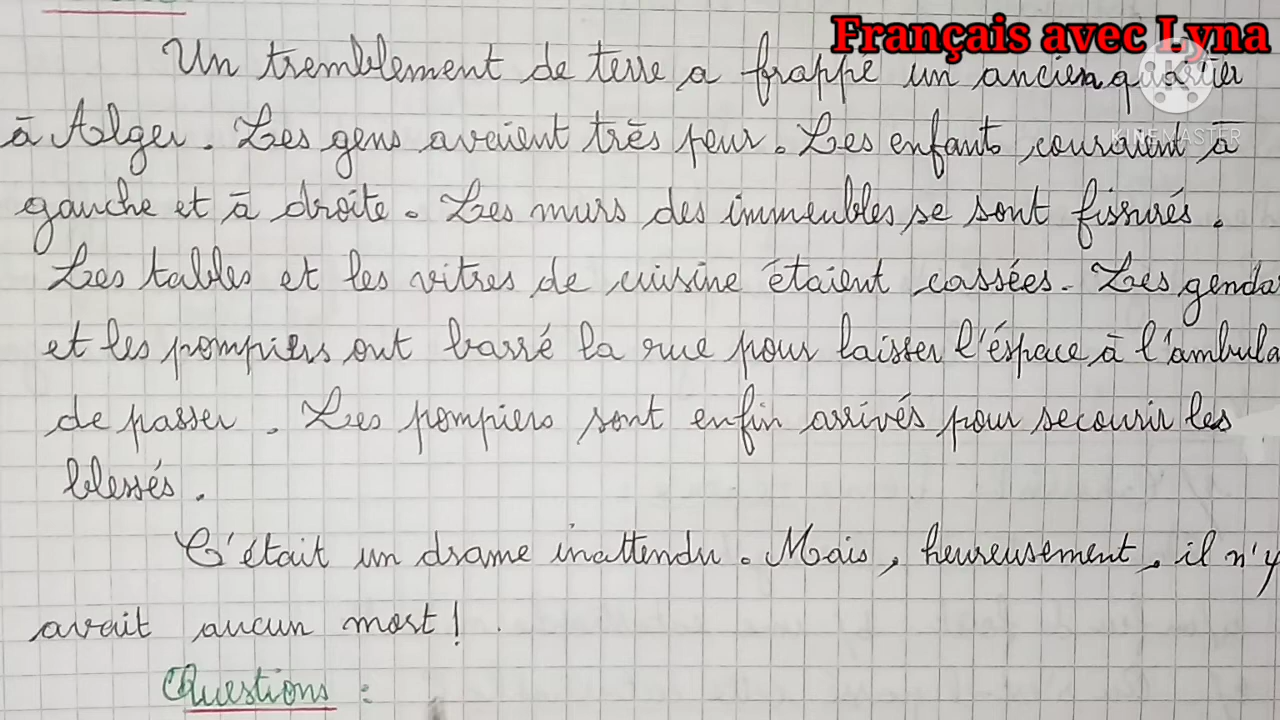 Français avec Lyna
Un tremblement de terre a frappé un ancien quartier
à Alger. Les gens avaient très peur. Les enfants couraient à
KINEMASTER
gauche et à droite. Les murs des immeubles se sont fissurés.
Les tables et les vitres de cuisine étaient cassées. Les genda
et les pompiers ont barré la rue pour laisser l'éspace à l'ambula
de passer. Les pompiers sont enfin arrivés pour secourir les
blessés.
C'était un drame inattendu. Mais, heureusement, il n'y
avait aucun mort!
Questions: